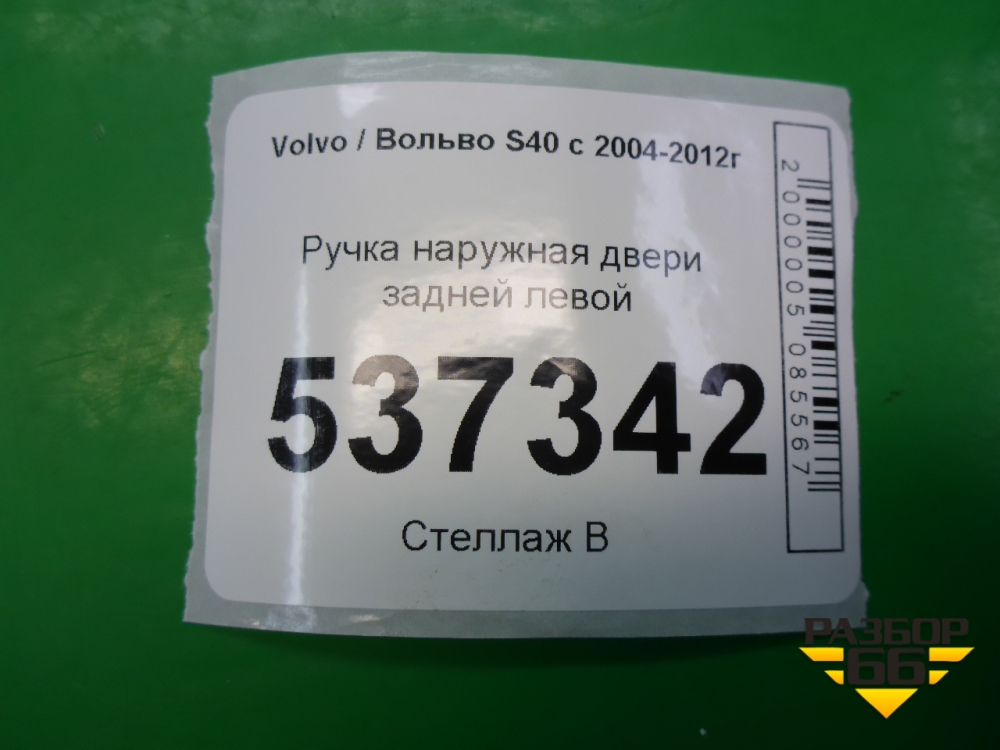 Volvo / Вольво S40 с 2004-2012г
Ручка наружная двери
задней левой
537342
Стеллаж В
2000005085567
РАЗБОР
66